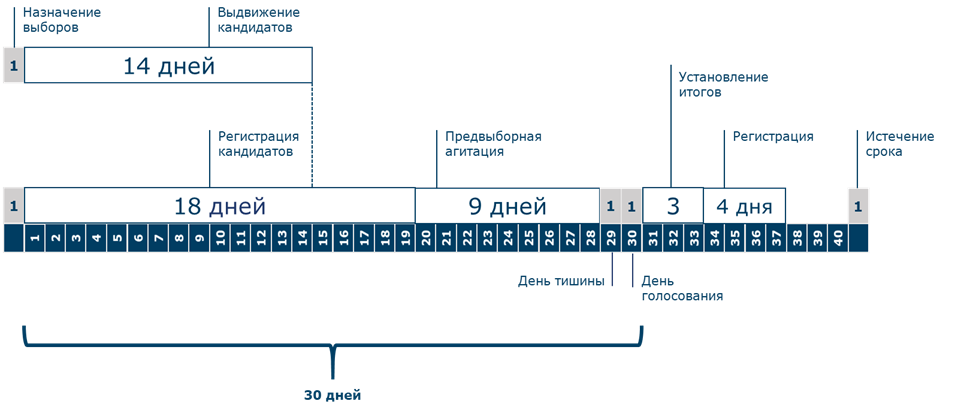 Назначение
выборов
Выдвижение
кандидатов
1
14 дней
Установление
итогов
Регистрация
кандидатов
Предвыборная
агитация
Регистрация
Истечение
срока
1
18 дней
9 дней
1
1
3
4 дня
1
1 2 3 4 5 6 7 8 9 10 11 12 13 14 15 16 17 18 19 20 21 22 23 24 25 26 27 28 29 30 31 32 33 34 35 36 37 38 39 40
День тишины
День
голосования
30 дней